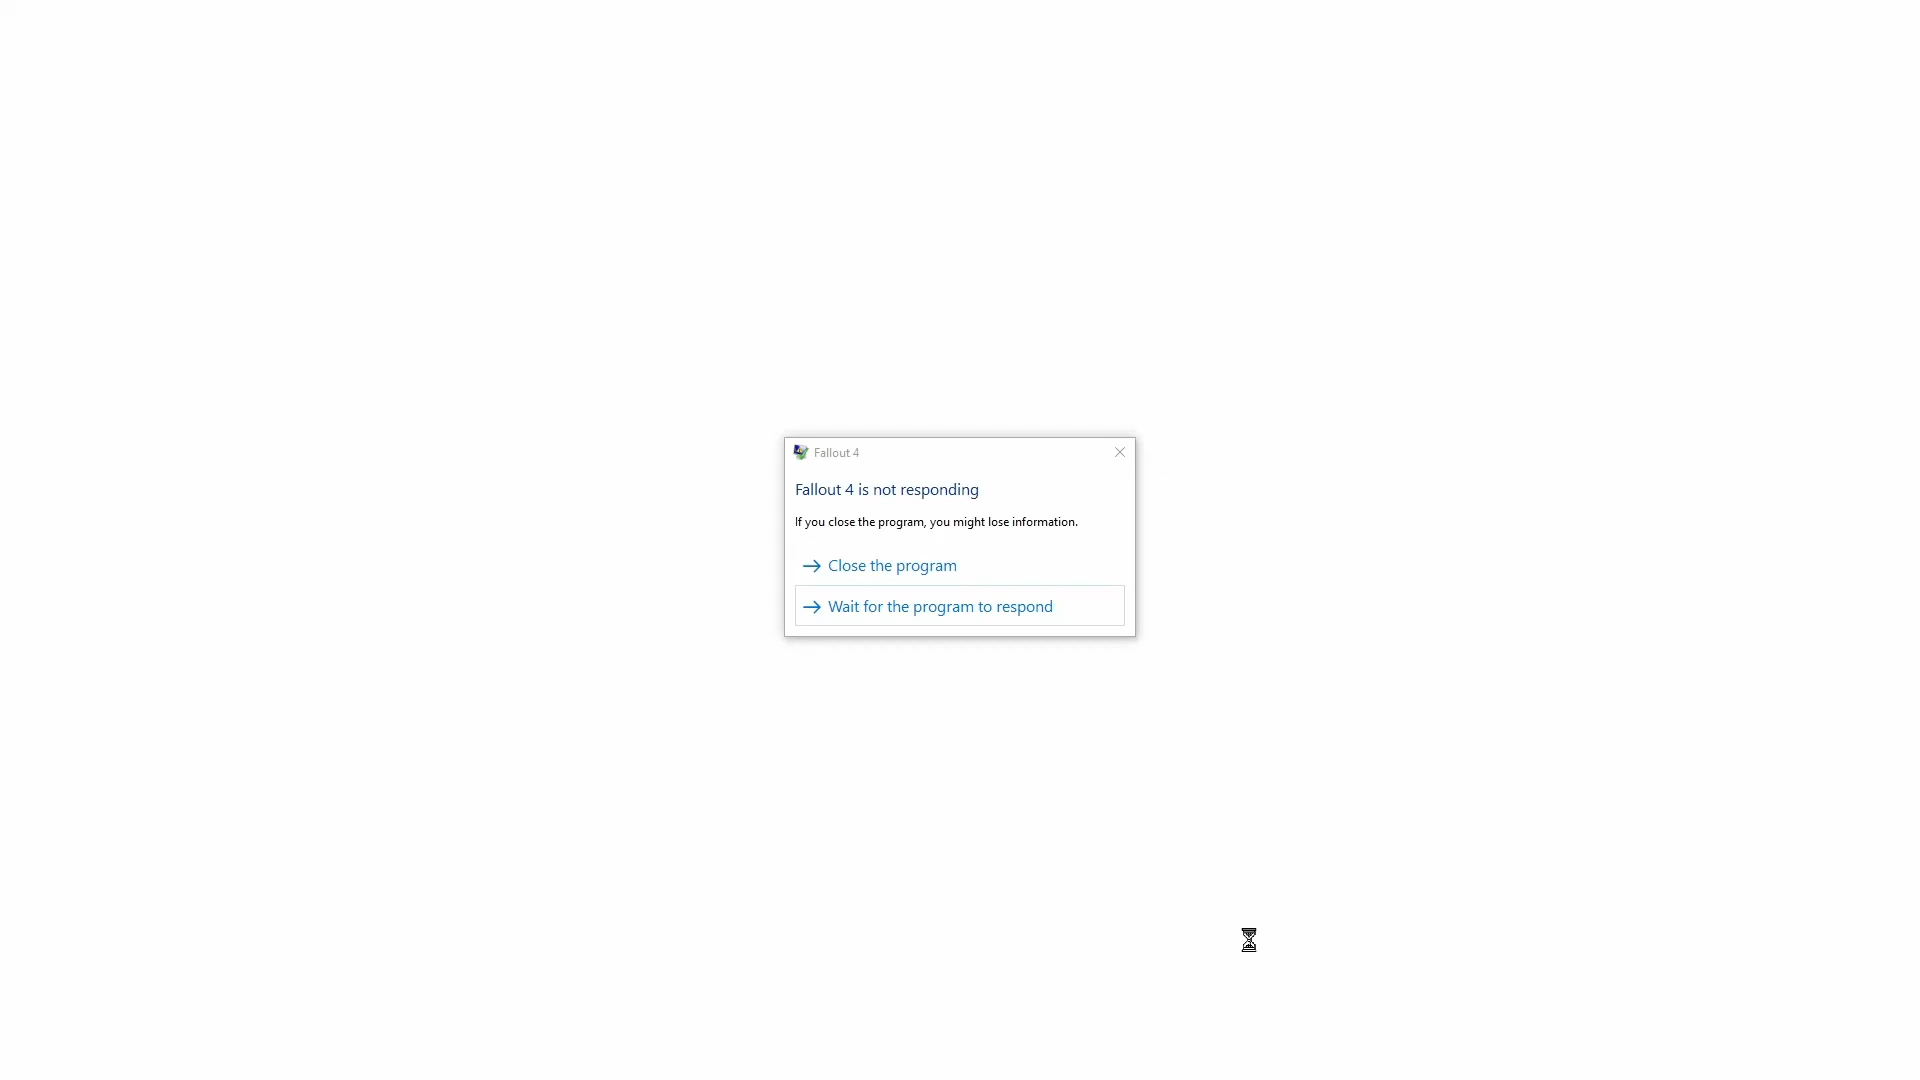 Fallout 4
Fallout 4 is not responding
If you close the program, you might lose information.
Close the program
Wait for the program to respond